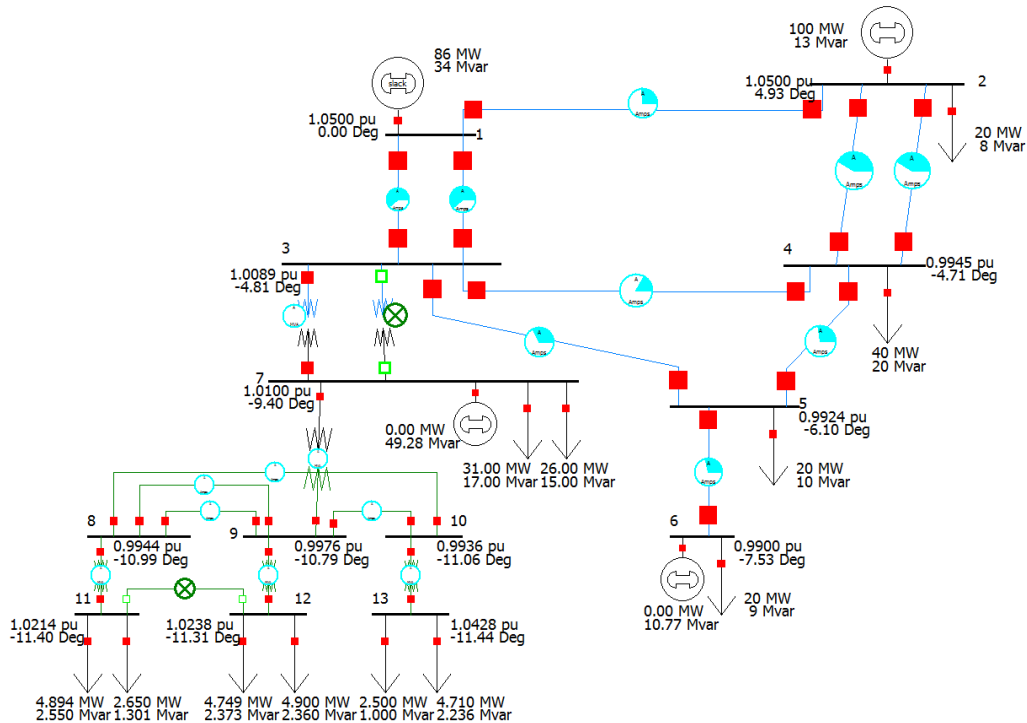 100 MW
13 Mvar
86 MW
34 Mvar
slack
A
Amps
1.0500 pu
4.93 Deg
2
1.0500 pu
0.00 Deg
1
20 MW
8 Mvar
A
Amps
A
Amps
A
Amps
A
Amps
3
4
1.0089 pu
-4.81 Deg
0.9945 pu
-4.71 Deg
A
Amps
A
Amps
A
Amps
40 MW
20 Mvar
7
1.0100 pu
-9.40 Deg
5
0.9924 pu
-6.10 Deg
0.00 MW
49.28 Mvar
31.00 MW
17.00 Mvar
26.00 MW
15.00 Mvar
A
Amps
20 MW
10 Mvar
8
9
10
6
0.9944 pu
-10.99 Deg
0.9976 pu
-10.79 Deg
0.9936 pu
-11.06 Deg
0.9900 pu
-7.53 Deg
11
12
13
0.00 MW
10.77 Mvar
20 MW
9 Mvar
1.0214 pu
-11.40 Deg
1.0238 pu
-11.31 Deg
1.0428 pu
-11.44 Deg
4.894 MW
2.550 Mvar
2.650 MW
1.301 Mvar
4.749 MW
2.373 Mvar
4.900 MW
2.360 Mvar
2.500 MW
1.000 Mvar
4.710 MW
2.236 Mvar